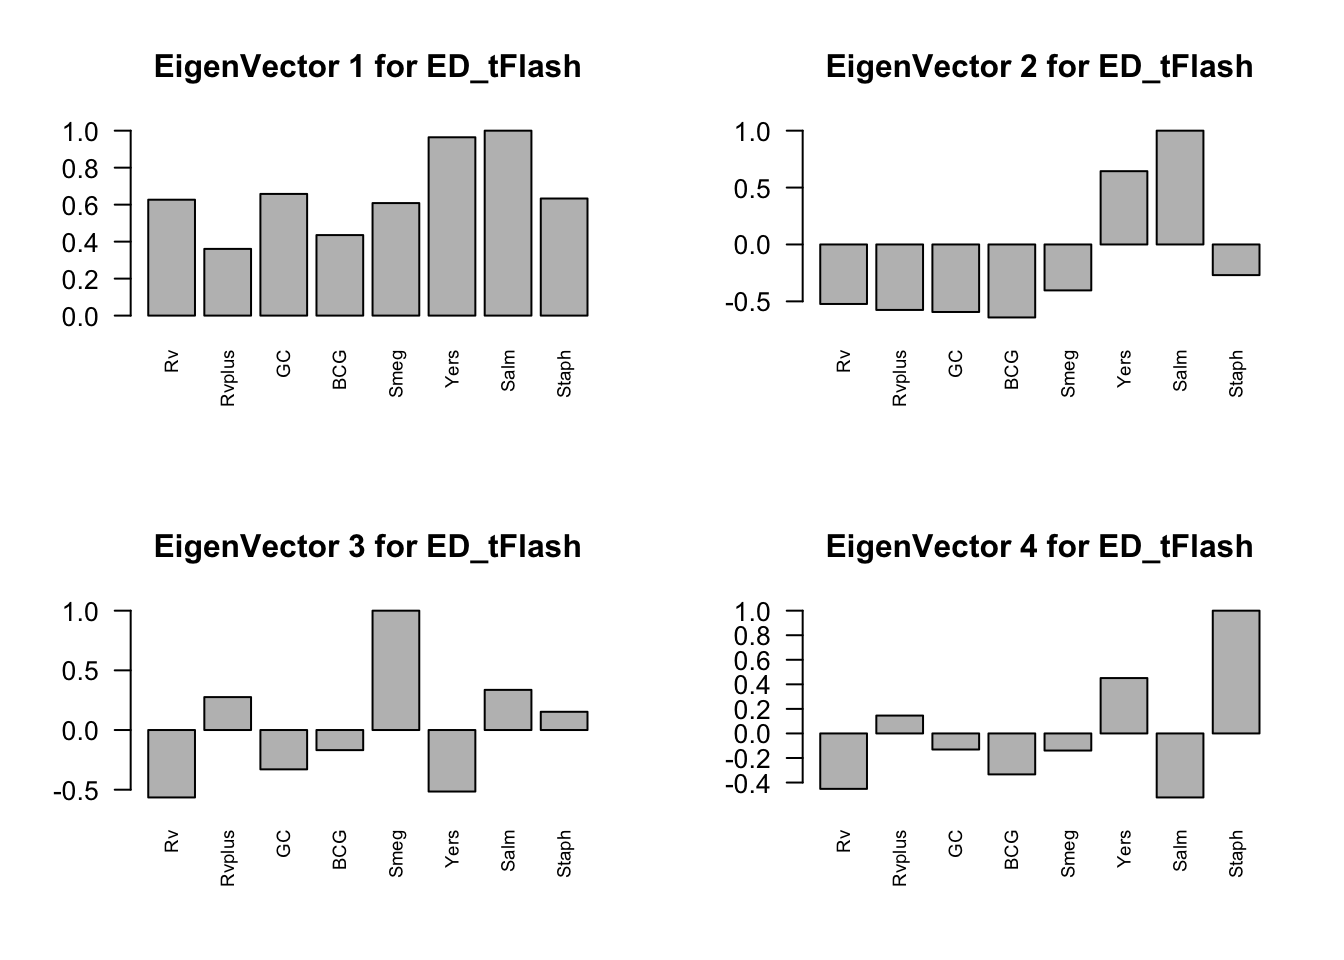 EigenVector 1 for ED_tFlash
1.0
0.8
0.6
0.4
0.2
0.0
Rv
Rvplus
GC
BCG
Smeg
Yers
Salm
Staph
EigenVector 2 for ED_tFlash
1.0
0.5
0.0
-0.5
Rv
Rvplus
GC
BCG
Smeg
Yers
Salm
Staph
EigenVector 3 for ED_tFlash
1.0
0.5
0.0
-0.5
Rv
Rvplus
GC
BCG
Smeg
Yers
Salm
Staph
EigenVector 4 for ED_tFlash
1.0
0.8
0.6
0.4
0.2
0.0
-0.2
-0.4
Rv
Rvplus
GC
BCG
Smeg
Yers
Salm
Staph